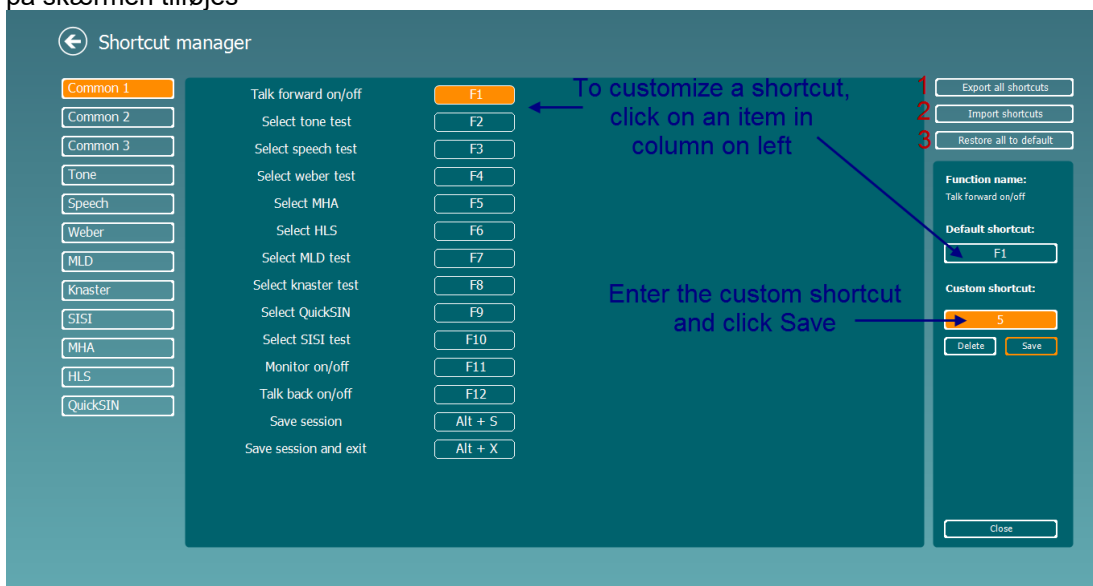 på skærmen tilføjes
Shortcut manager
Common 1
Common 2
Common 3
Tone
Speech
Weber
MLD
Knaster
SISI
MHA
HLS
QuickSIN
Talk forward on/off F1
Select tone test F2
Select speech test F3
Select weber test F4
Select MHA F5
Select HLS F6
Select MLD test F7
Select knaster test F8
Select QuickSIN F9
Select SISI test F10
Monitor on/off F11
Talk back on/off F12
Save session Alt + S
Save session and exit Alt + X
To customize a shortcut,
click on an item in
column on left
Enter the custom shortcut
and click Save
1 Export all shortcuts
2 Import shortcuts
3 Restore all to default
Function name:
Talk forward on/off
Default shortcut:
F1
Custom shortcut:
5
Delete Save
Close